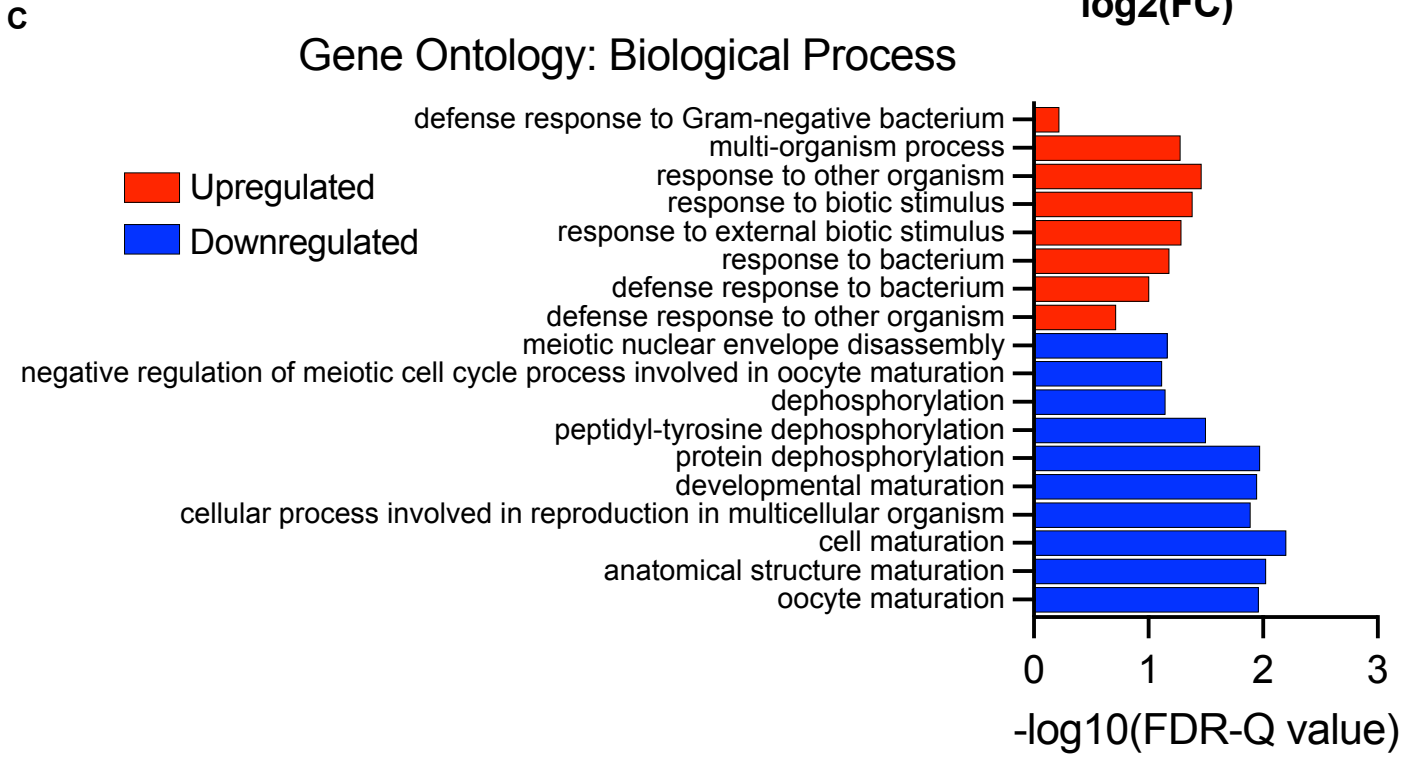 C
log2(FC)
Gene Ontology: Biological Process
Upregulated
Downregulated
defense response to Gram-negative bacterium
multi-organism process
response to other organism
response to biotic stimulus
response to external biotic stimulus
response to bacterium
defense response to bacterium
defense response to other organism
meiotic nuclear envelope disassembly
negative regulation of meiotic cell cycle process involved in oocyte maturation
dephosphorylation
peptidyl-tyrosine dephosphorylation
protein dephosphorylation
developmental maturation
cellular process involved in reproduction in multicellular organism
cell maturation
anatomical structure maturation
oocyte maturation
0 1 2 3
-log10(FDR-Q value)